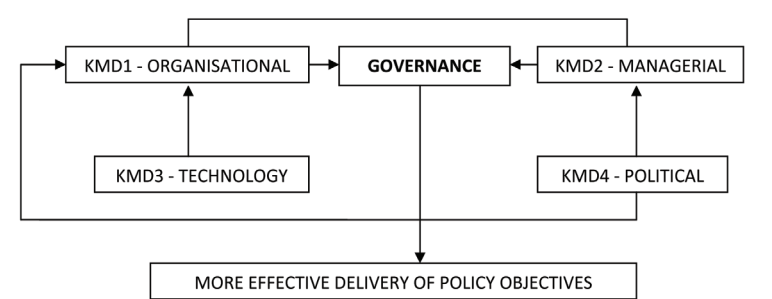 KMD1 - ORGANISATIONAL
GOVERNANCE
KMD2 - MANAGERIAL
KMD3 - TECHNOLOGY
KMD4 - POLITICAL
MORE EFFECTIVE DELIVERY OF POLICY OBJECTIVES